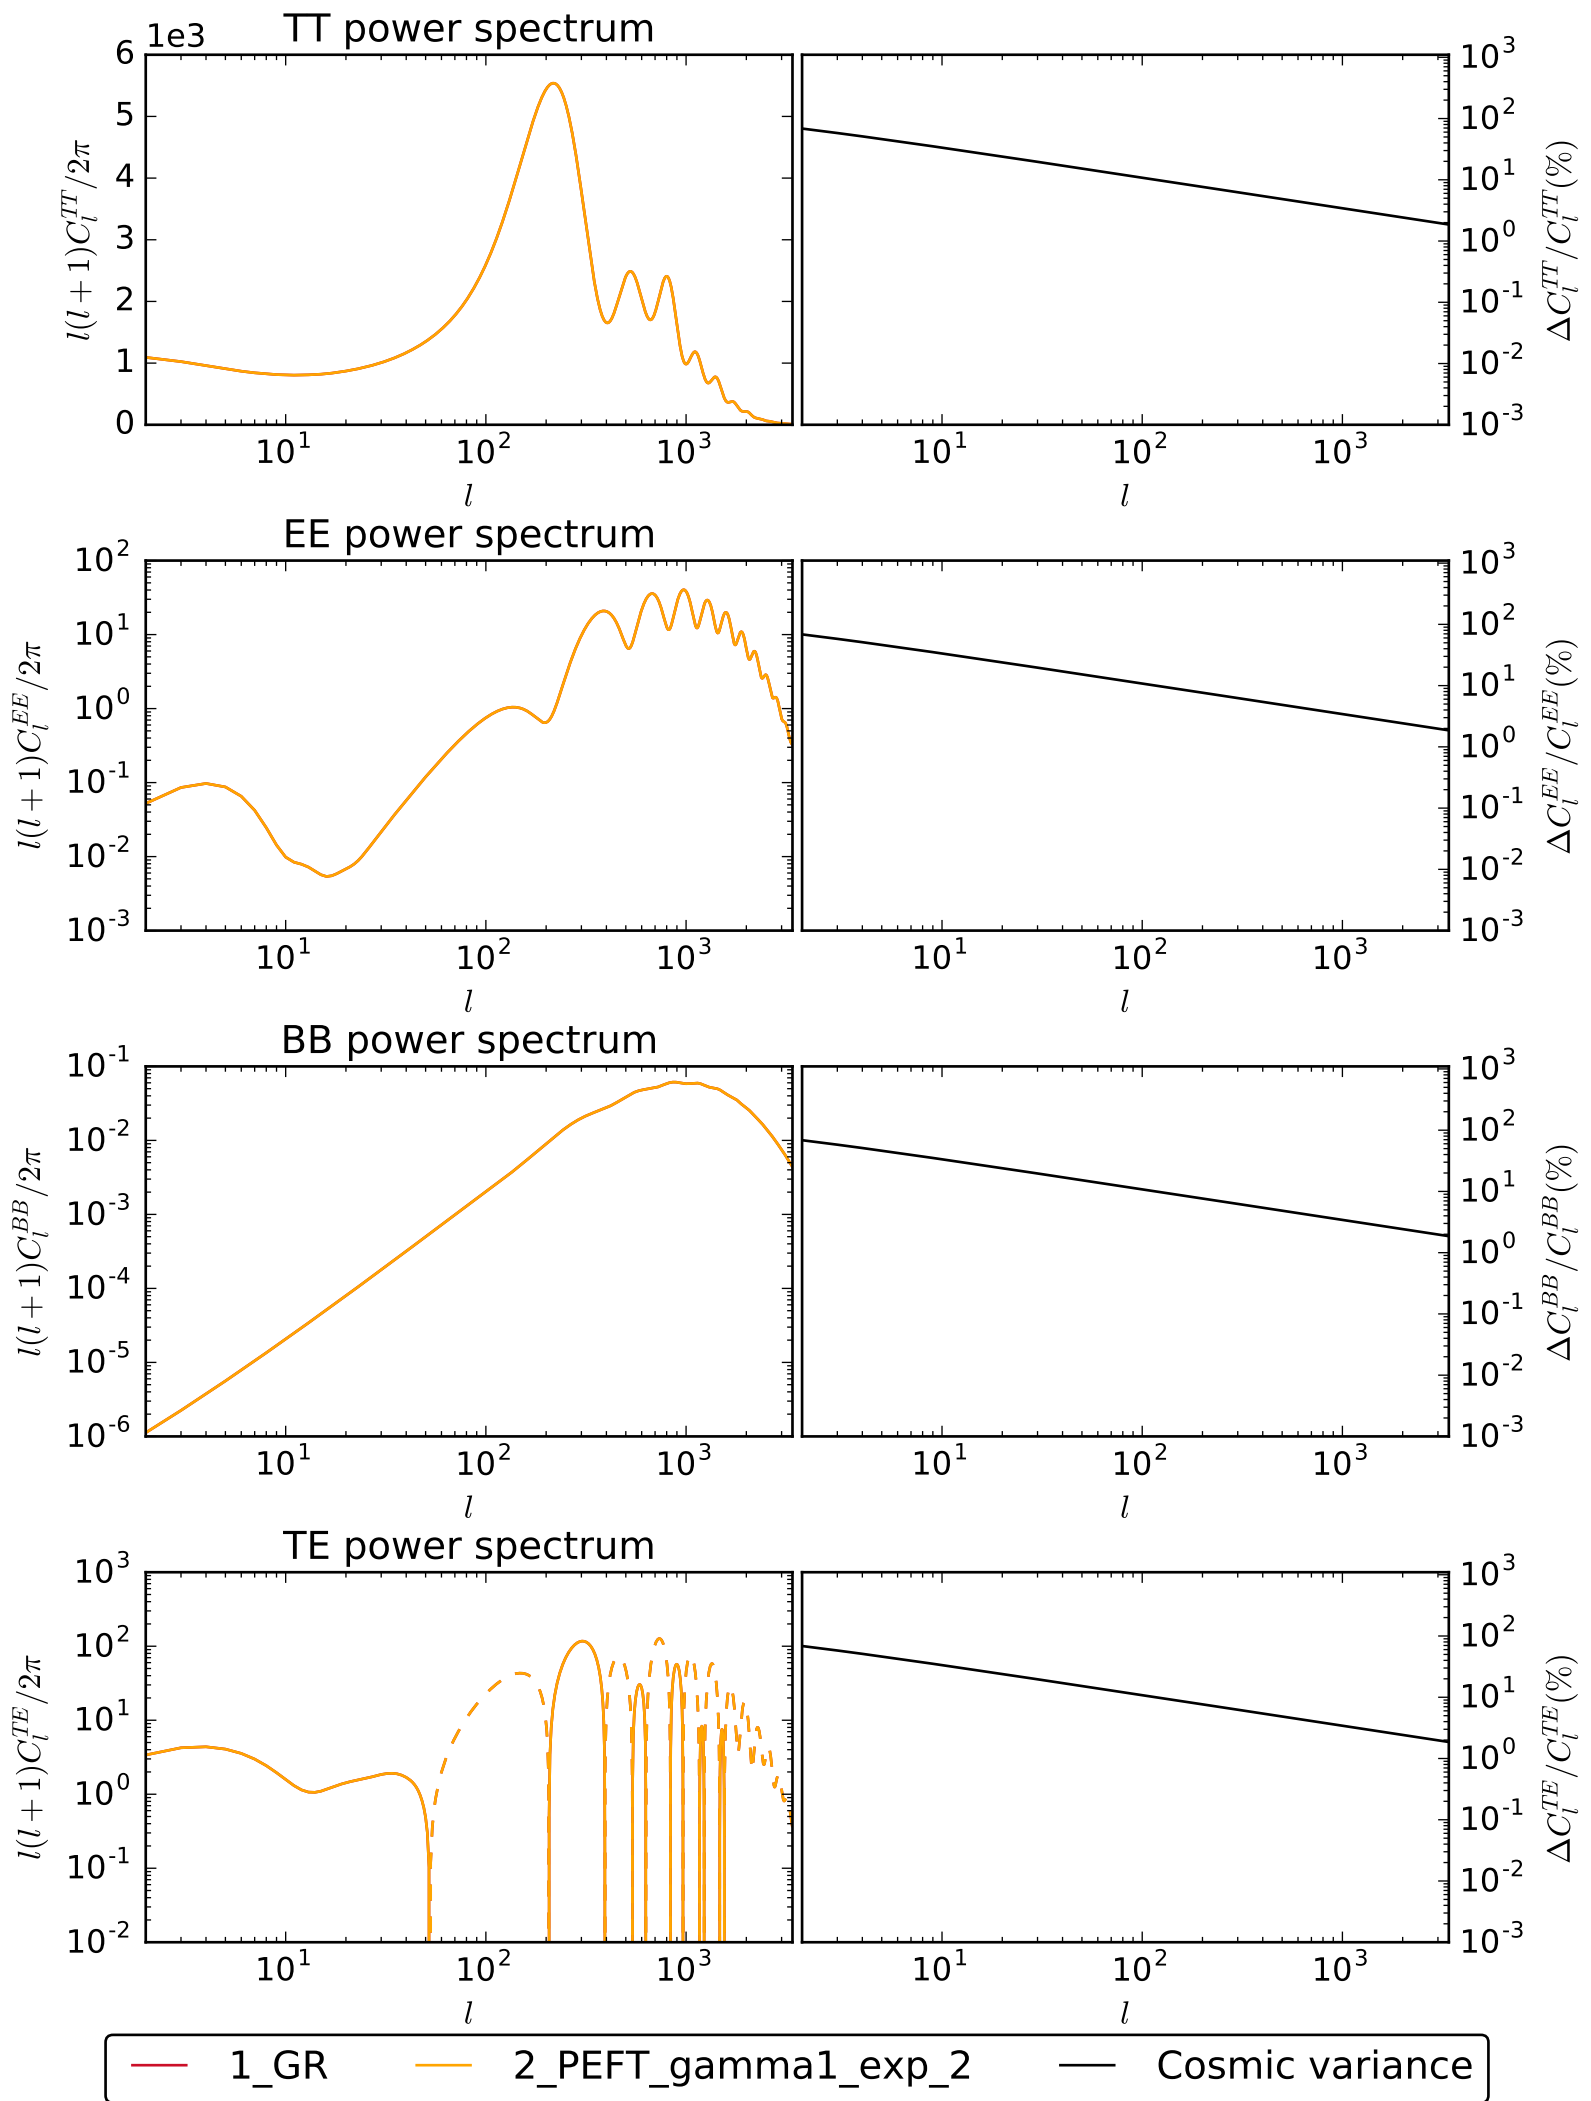 TT power spectrum
1e3
6
5
4
3
2
1
0
l(l+1)C_l^{TT}/2π
10^1 10^2 10^3
l
10^3
10^2
10^1
10^0
10^-1
10^-2
10^-3
ΔC_l^{TT}/C_l^{TT}(%)
10^1 10^2 10^3
l
EE power spectrum
10^2
10^1
10^0
10^-1
10^-2
10^-3
l(l+1)C_l^{EE}/2π
10^1 10^2 10^3
l
10^3
10^2
10^1
10^0
10^-1
10^-2
10^-3
ΔC_l^{EE}/C_l^{EE}(%)
10^1 10^2 10^3
l
BB power spectrum
10^-1
10^-2
10^-3
10^-4
10^-5
10^-6
l(l+1)C_l^{BB}/2π
10^1 10^2 10^3
l
10^3
10^2
10^1
10^0
10^-1
10^-2
10^-3
ΔC_l^{BB}/C_l^{BB}(%)
10^1 10^2 10^3
l
TE power spectrum
10^3
10^2
10^1
10^0
10^-1
10^-2
l(l+1)C_l^{TE}/2π
10^1 10^2 10^3
l
10^3
10^2
10^1
10^0
10^-1
10^-2
10^-3
ΔC_l^{TE}/C_l^{TE}(%)
10^1 10^2 10^3
l
1_GR 2_PEFT_gamma1_exp_2 Cosmic variance